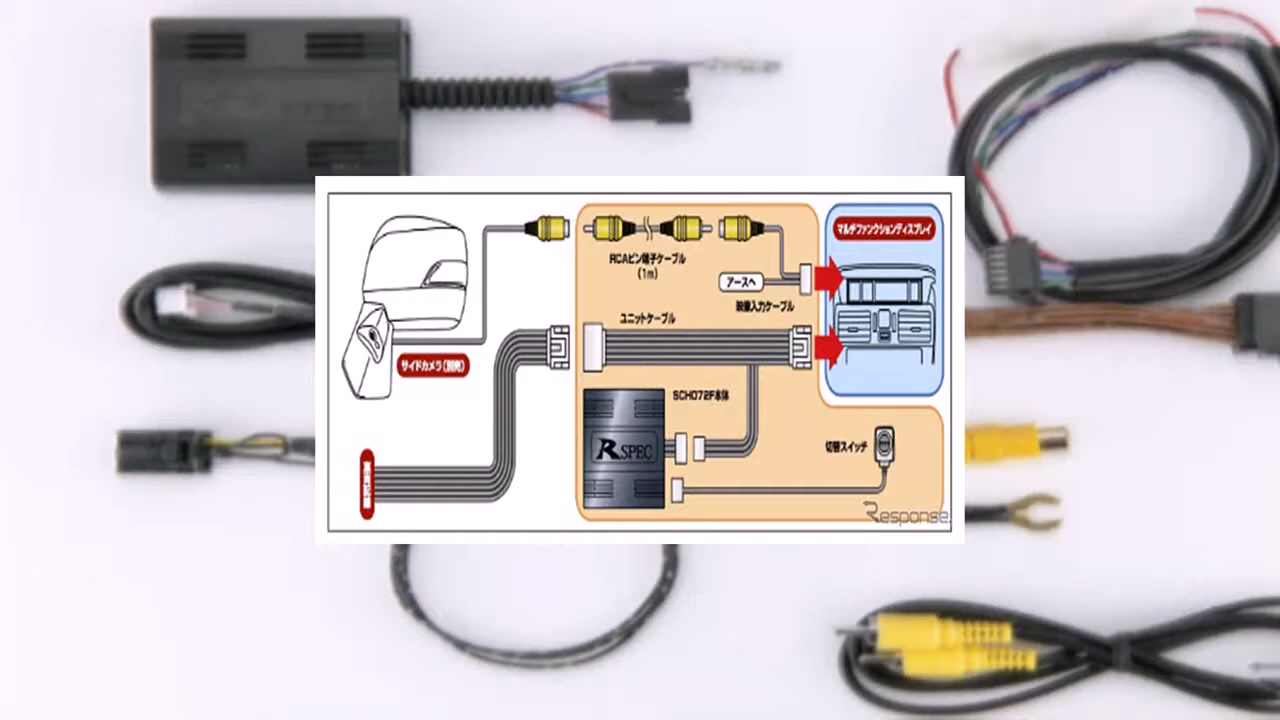 マルチファンクションディスプレイ
RCAピン端子ケーブル
(1m)
アースへ
映像入力ケーブル
ユニットケーブル
サイドカメラ(別売)
SCH072F本体
RSPEC
切替スイッチ
Response.